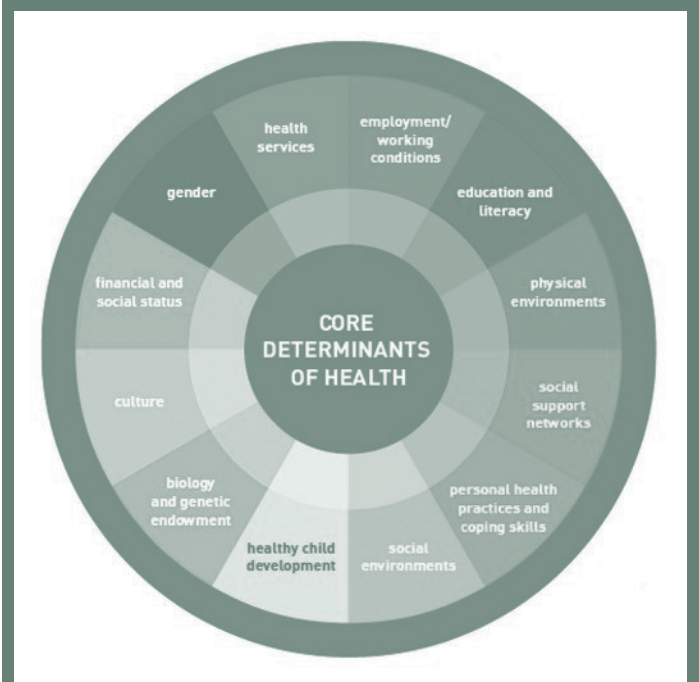 health
services
employment/
working
conditions
education and
literacy
physical
environments
social
support
networks
personal health
practices and
coping skills
social
environments
healthy child
development
biology
and genetic
endowment
culture
financial and
social status
gender
CORE
DETERMINANTS
OF HEALTH